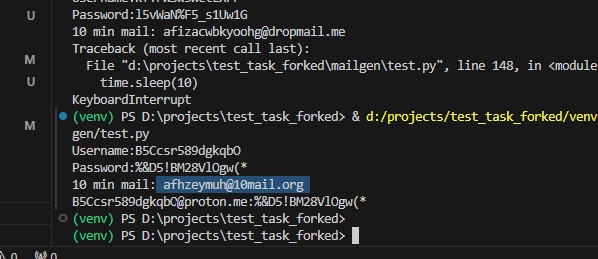 U
Password:l5vWaN%F5_s1Uw1G
10 min mail: afizacwbkyoohg@dropmail.me
Traceback (most recent call last):
M
File "d:\projects\test_task_forked\mailgen\test.py", line 148, in <module
U
time.sleep(10)
KeyboardInterrupt
M
(venv) PS D:\projects\test_task_forked> & d:/projects/test_task_forked/venv
gen/test.py
Username:B5Ccsr589dgkqbO
Password:%&D5!BM28VlOgw(*
10 min mail: afhzeymuh@10mail.org
B5Ccsr589dgkqbO@proton.me:%&D5!BM28VlOgw(*
(venv) PS D:\projects\test_task_forked>
(venv) PS D:\projects\test_task_forked>
0 0